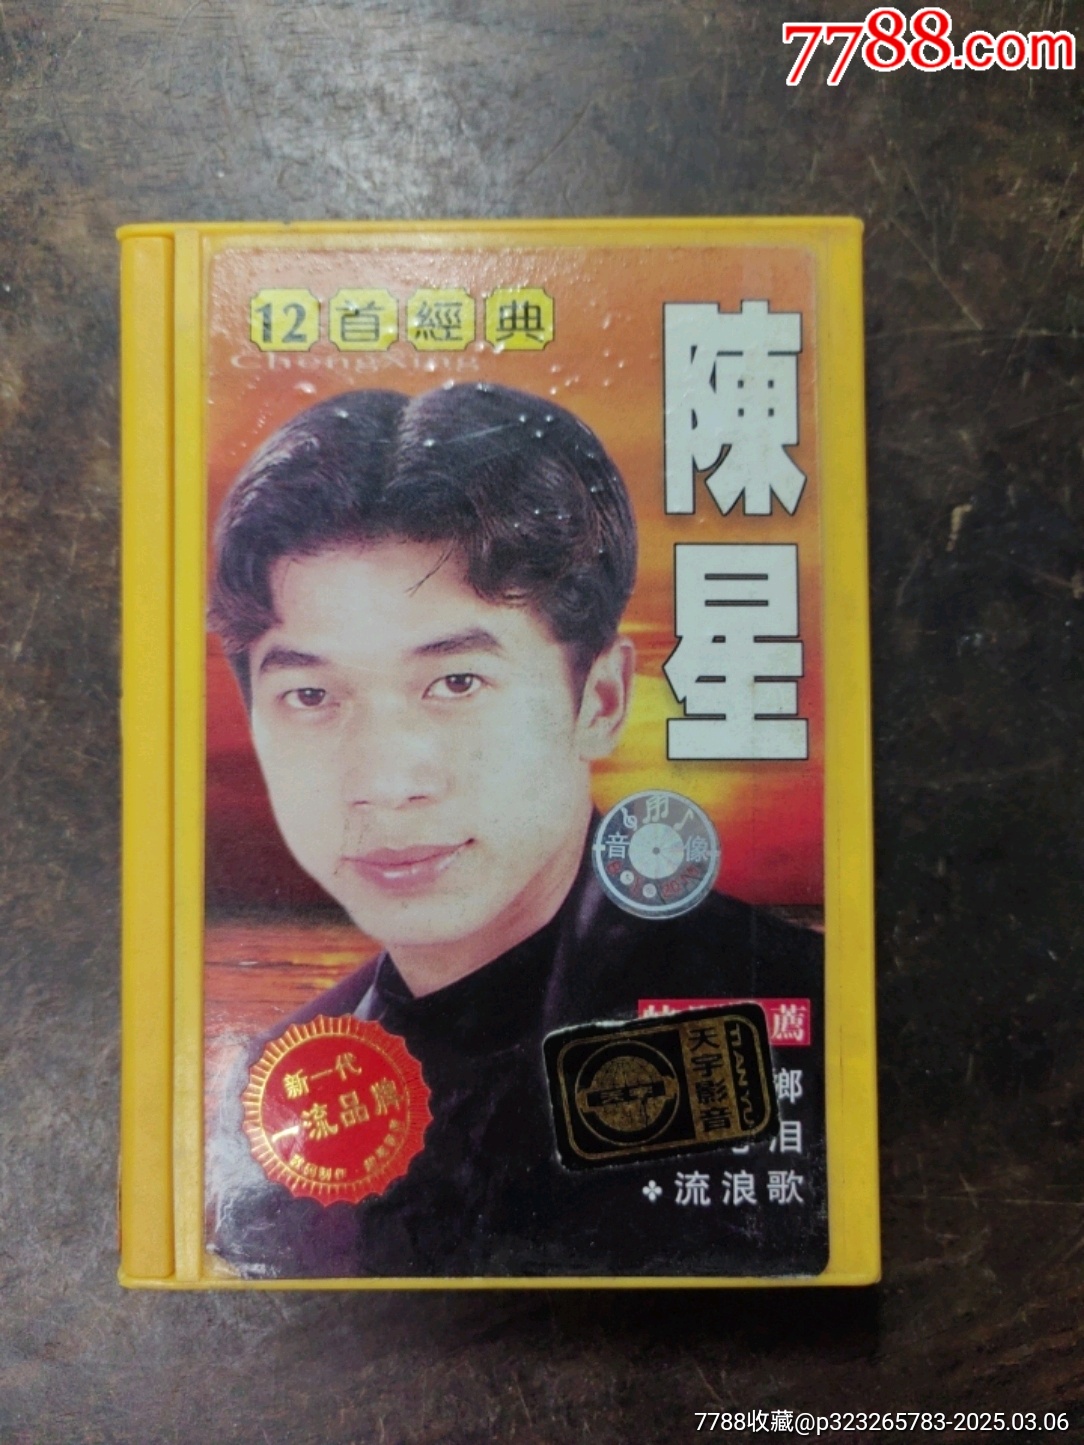 7788.com
12首經典
ChengXing
陳星
音像
薦
鄉
泪
流浪歌
天宇影音
TIANYU
新一代
一流品牌
7788收藏@p323265783-2025.03.06